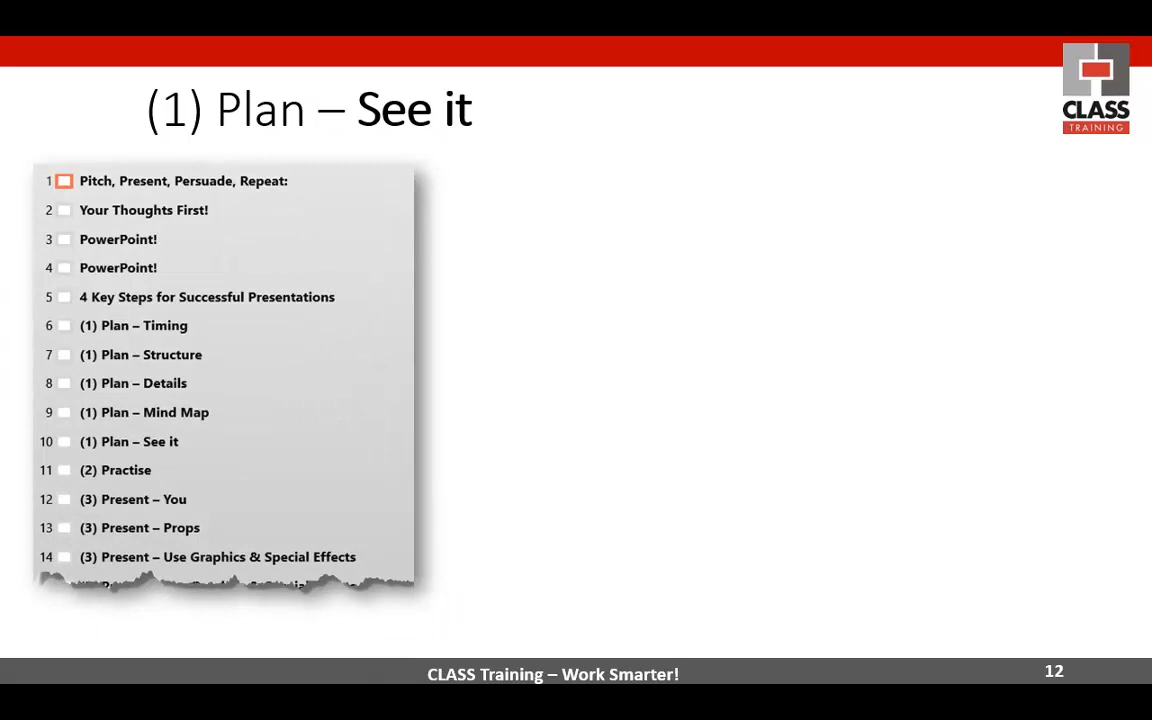 (1) Plan – See it
CLASS
TRAINING
1 Pitch, Present, Persuade, Repeat:
2 Your Thoughts First!
3 PowerPoint!
4 PowerPoint!
5 4 Key Steps for Successful Presentations
6 (1) Plan – Timing
7 (1) Plan – Structure
8 (1) Plan – Details
9 (1) Plan – Mind Map
10 (1) Plan – See it
11 (2) Practise
12 (3) Present – You
13 (3) Present – Props
14 (3) Present – Use Graphics & Special Effects
CLASS Training – Work Smarter!
12